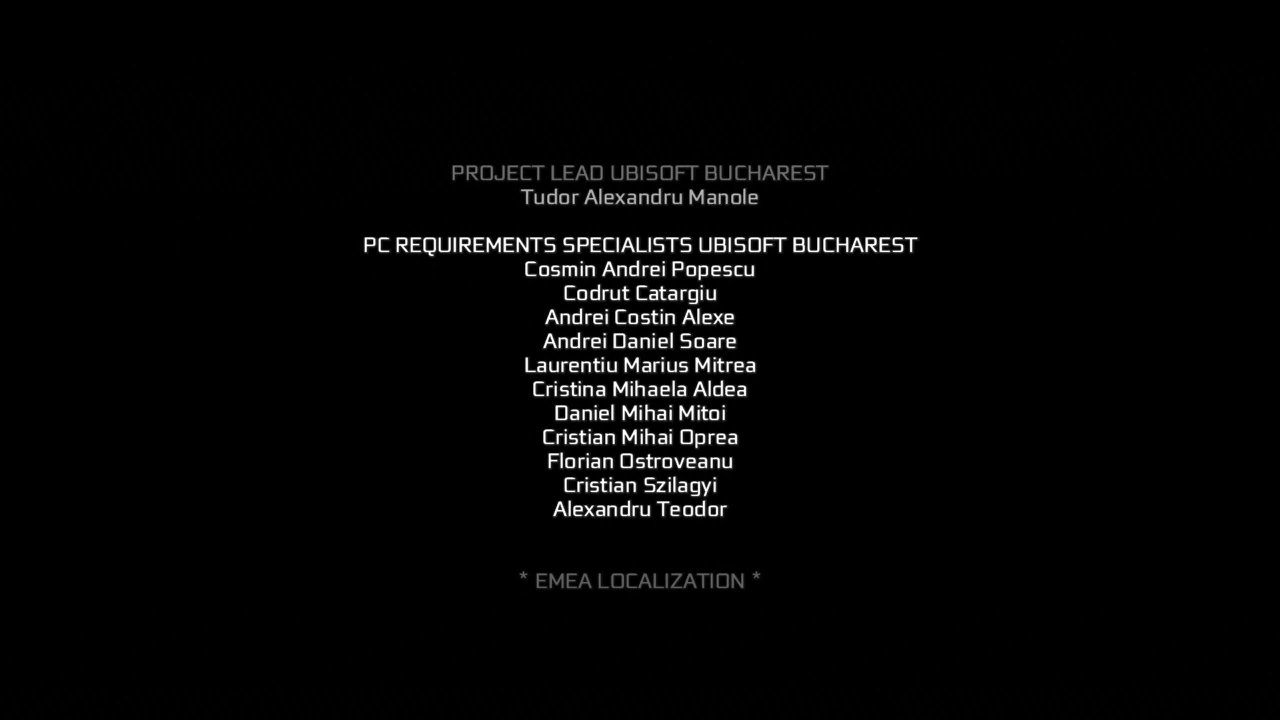 PROJECT LEAD UBISOFT BUCHAREST
Tudor Alexandru Manole
PC REQUIREMENTS SPECIALISTS UBISOFT BUCHAREST
Cosmin Andrei Popescu
Codrut Catargiu
Andrei Costin Alexe
Andrei Daniel Soare
Laurentiu Marius Mitrea
Cristina Mihaela Aldea
Daniel Mihai Mitoi
Cristian Mihai Oprea
Florian Ostroveanu
Cristian Szilagyi
Alexandru Teodor
* EMEA LOCALIZATION *